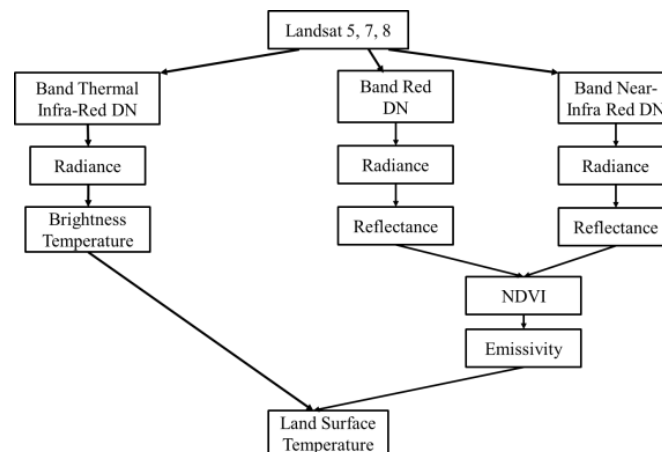 Landsat 5, 7, 8
Band Thermal
Infra-Red DN
Band Red
DN
Band Near-
Infra Red DN
Radiance
Radiance
Radiance
Brightness
Temperature
Reflectance
Reflectance
NDVI
Emissivity
Land Surface
Temperature